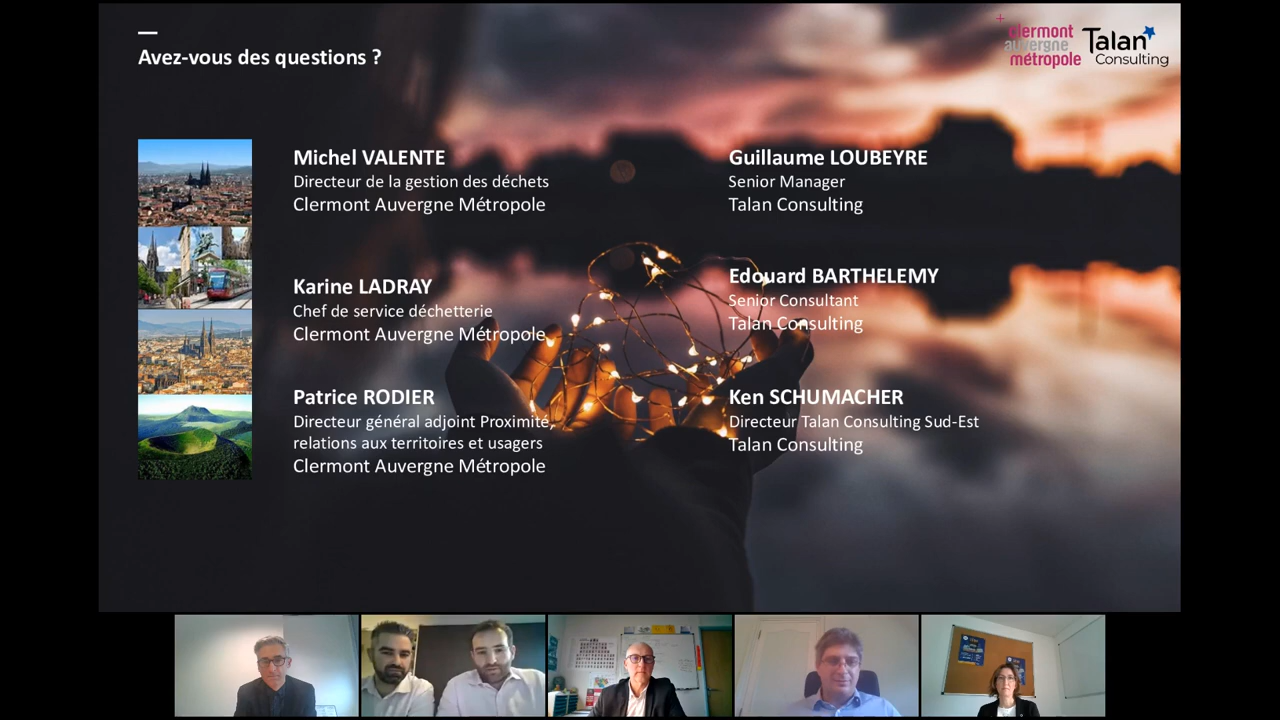 Avez-vous des questions ?
clermont
auvergne
métropole
Talan
Consulting
Michel VALENTE
Directeur de la gestion des déchets
Clermont Auvergne Métropole
Karine LADRAY
Chef de service déchetterie
Clermont Auvergne Métropole
Patrice RODIER
Directeur général adjoint Proximité,
relations aux territoires et usagers
Clermont Auvergne Métropole
Guillaume LOUBEYRE
Senior Manager
Talan Consulting
Edouard BARTHELEMY
Senior Consultant
Talan Consulting
Ken SCHUMACHER
Directeur Talan Consulting Sud-Est
Talan Consulting